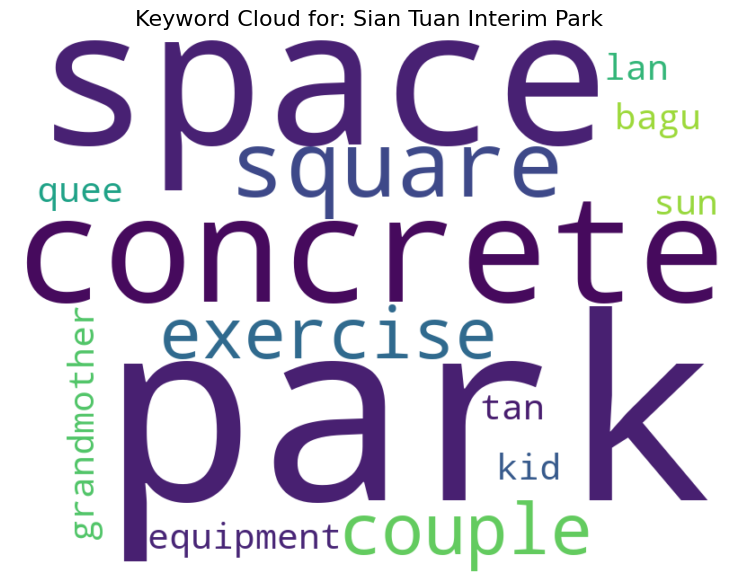 Keyword Cloud for: Sian Tuan Interim Park
space
lan
bagu
square
quee
sun
concrete
exercise
grandmother
park
tan
kid
equipment
couple